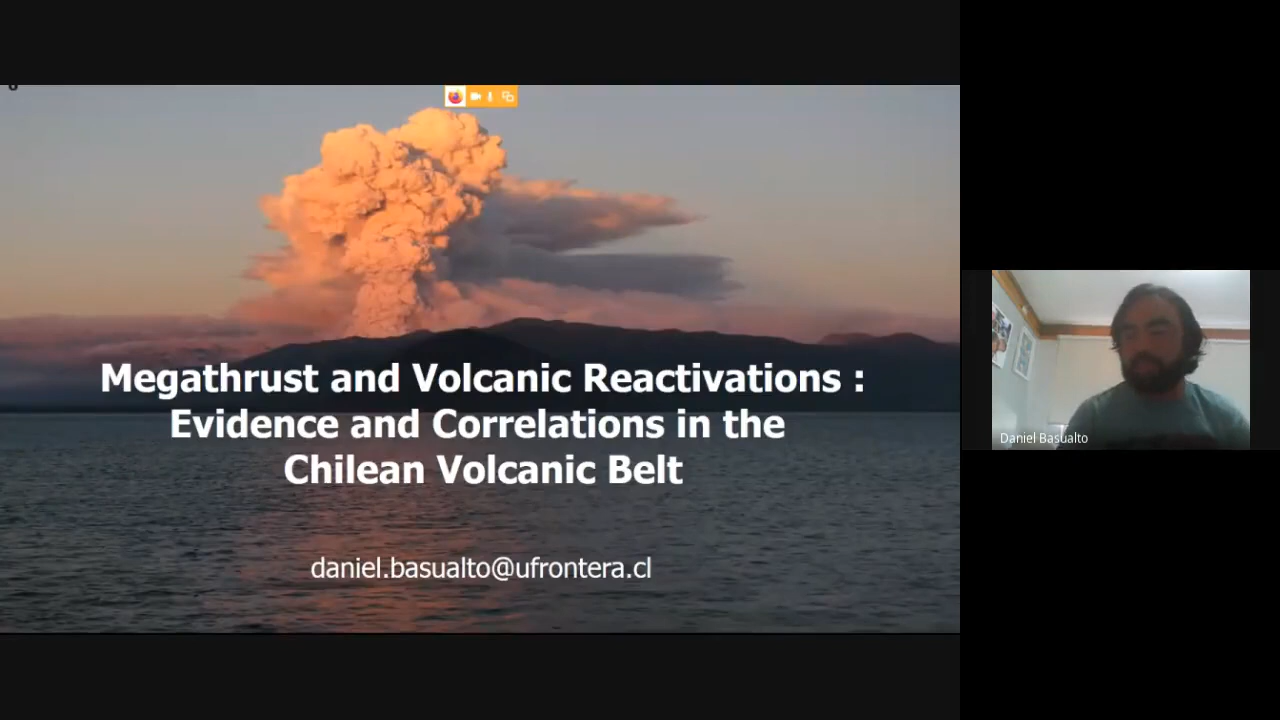 Megathrust and Volcanic Reactivations :
Evidence and Correlations in the
Chilean Volcanic Belt
daniel.basualto@ufrontera.cl
Daniel Basualto